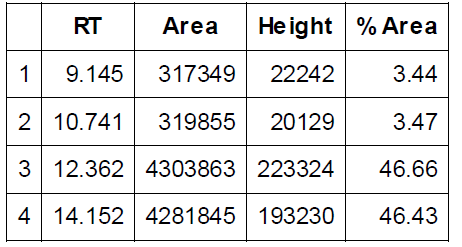 RT Area Height % Area
1 9.145 317349 22242 3.44
2 10.741 319855 20129 3.47
3 12.362 4303863 223324 46.66
4 14.152 4281845 193230 46.43